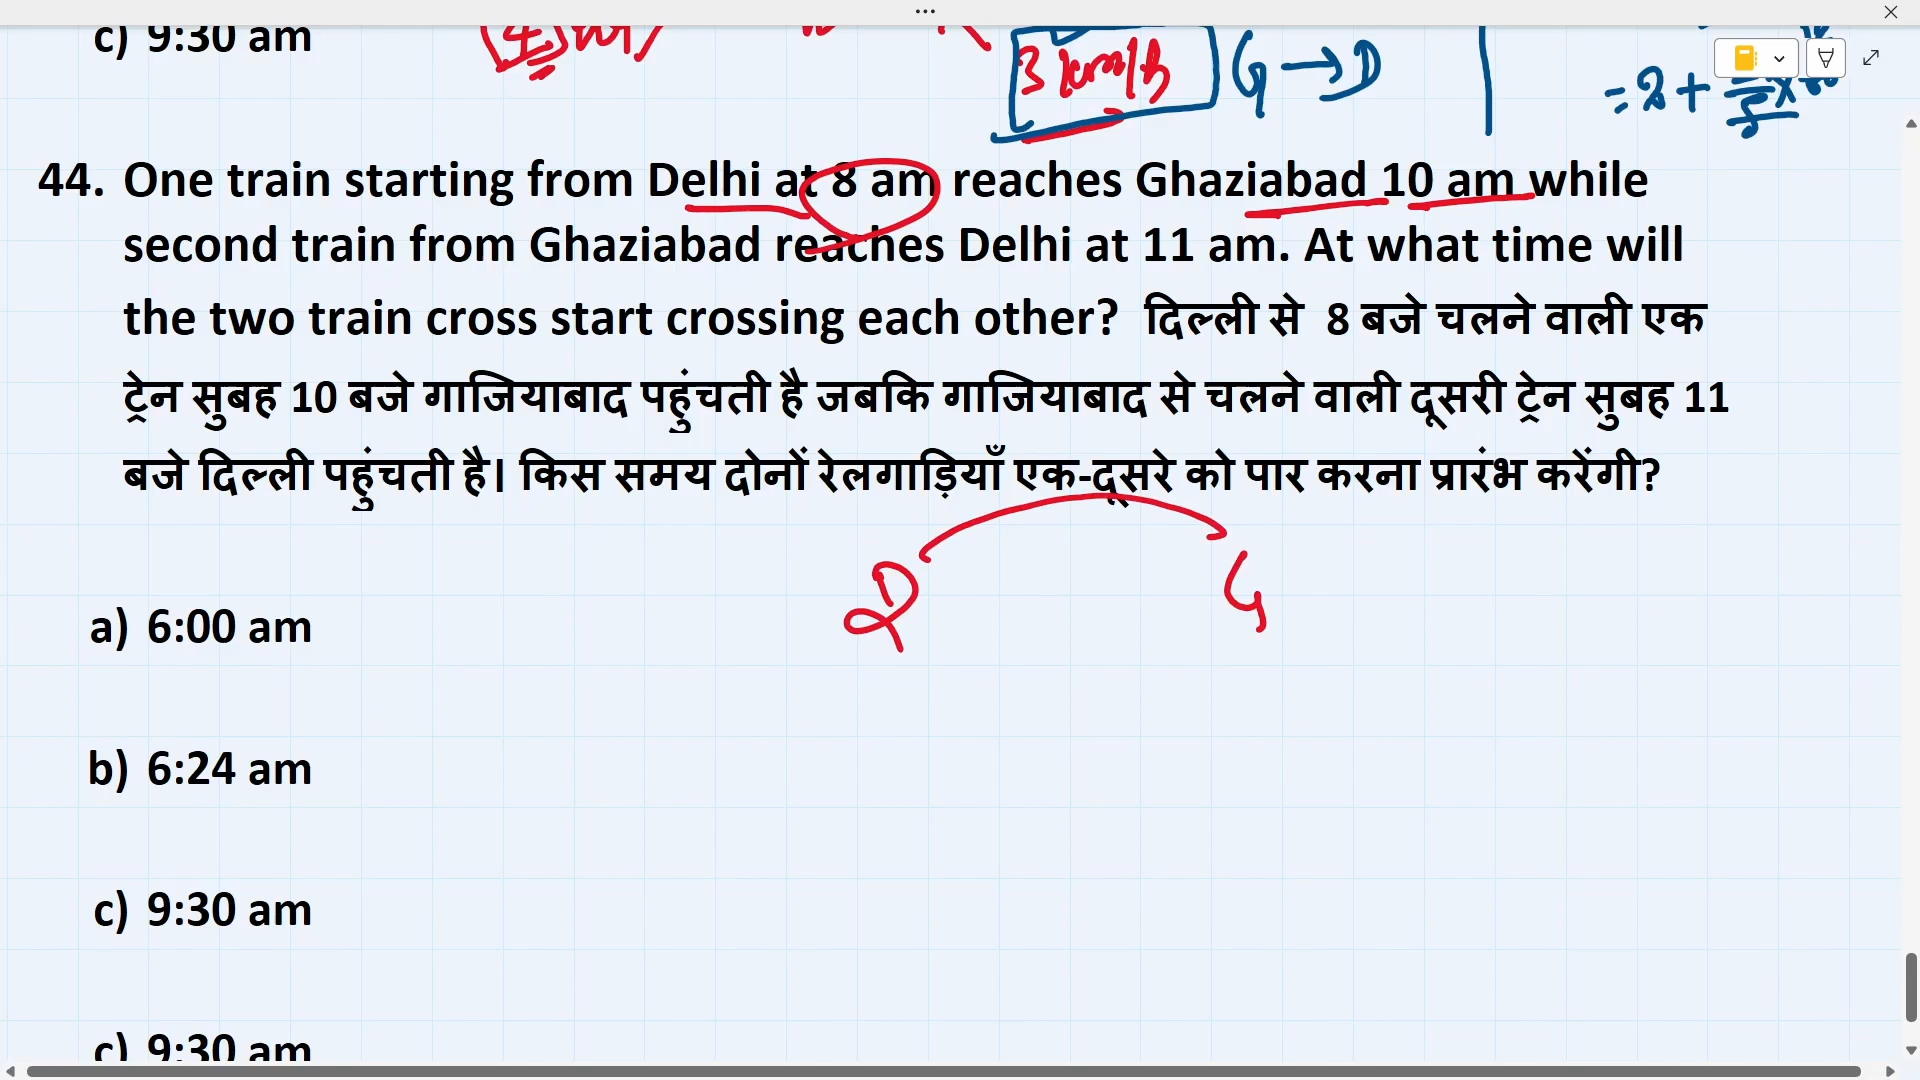 c) 9:30 am
3 km/h G → D
= 2 +
44. One train starting from Delhi at 8 am reaches Ghaziabad 10 am while
second train from Ghaziabad reaches Delhi at 11 am. At what time will
the two train cross start crossing each other? दिल्ली से 8 बजे चलने वाली एक
ट्रेन सुबह 10 बजे गाजियाबाद पहुंचती है जबकि गाजियाबाद से चलने वाली दूसरी ट्रेन सुबह 11
बजे दिल्ली पहुंचती है। किस समय दोनों रेलगाड़ियाँ एक-दूसरे को पार करना प्रारंभ करेंगी?
D G
a) 6:00 am
b) 6:24 am
c) 9:30 am
c) 9:30 am